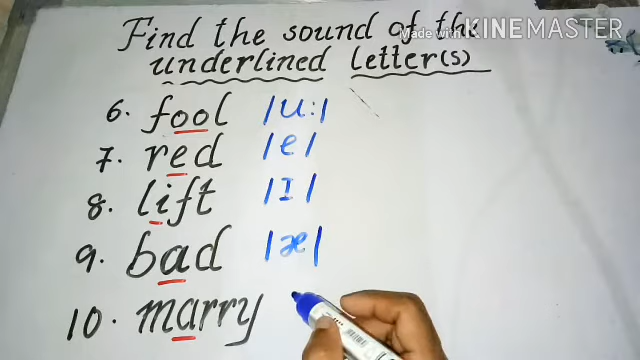 Made with KINEMASTER
Find the sound of the
underlined letter(s)
6. fool /u:/
7. red /e/
8. lift /I/
9. bad /æ/
10. marry